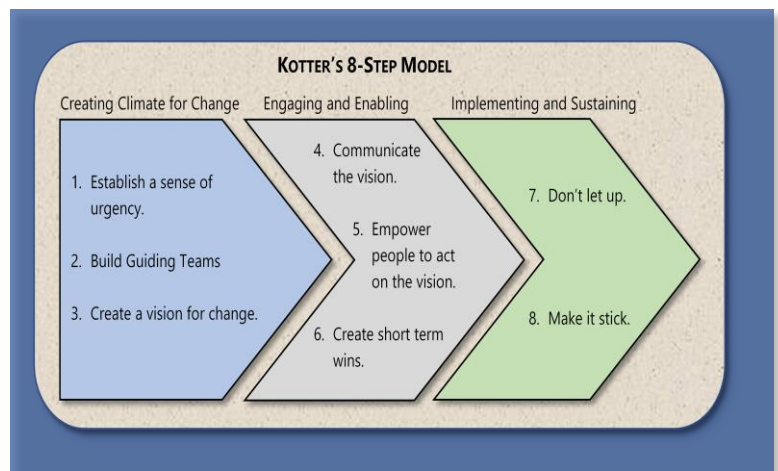 KOTTER'S 8-STEP MODEL
Creating Climate for Change
1. Establish a sense of
urgency.
2. Build Guiding Teams
3. Create a vision for change.
Engaging and Enabling
4. Communicate
the vision.
5. Empower
people to act
on the vision.
6. Create short term
wins.
Implementing and Sustaining
7. Don't let up.
8. Make it stick.